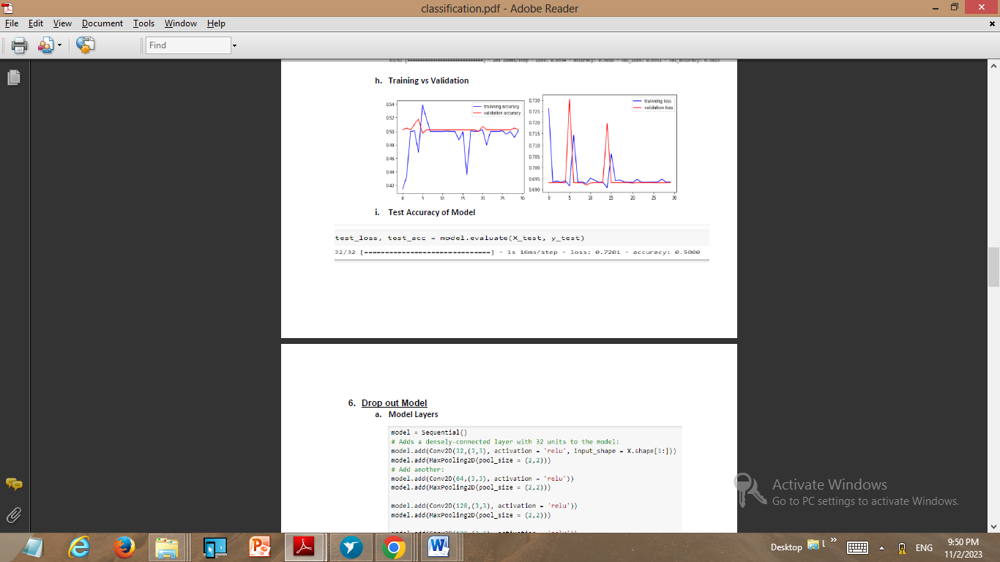 classification.pdf - Adobe Reader
File Edit View Document Tools Window Help
Find
h. Training vs Validation
trainning accuracy
validation accuracy
0.54
0.52
0.50
0.48
0.46
0.44
0.42
0 5 10 15 20 25 30
trainning loss
validation loss
0.730
0.725
0.720
0.715
0.710
0.705
0.700
0.695
0.690
0 5 10 15 20 25 30
i. Test Accuracy of Model
test_loss, test_acc = model.evaluate(X_test, y_test)
32/32 [==============================] - 1s 16ms/step - loss: 0.7201 - accuracy: 0.5000
6. Drop out Model
a. Model Layers
model = Sequential()
# Adds a densely-connected layer with 32 units to the model:
model.add(Conv2D(32,(3,3), activation = 'relu', input_shape = X.shape[1:]))
model.add(MaxPooling2D(pool_size = (2,2)))
# Add another:
model.add(Conv2D(64,(3,3), activation = 'relu'))
model.add(MaxPooling2D(pool_size = (2,2)))
model.add(Conv2D(128,(3,3), activation = 'relu'))
model.add(MaxPooling2D(pool_size = (2,2)))
Activate Windows
Go to PC settings to activate Windows.
Desktop L ENG 9:50 PM
11/2/2023